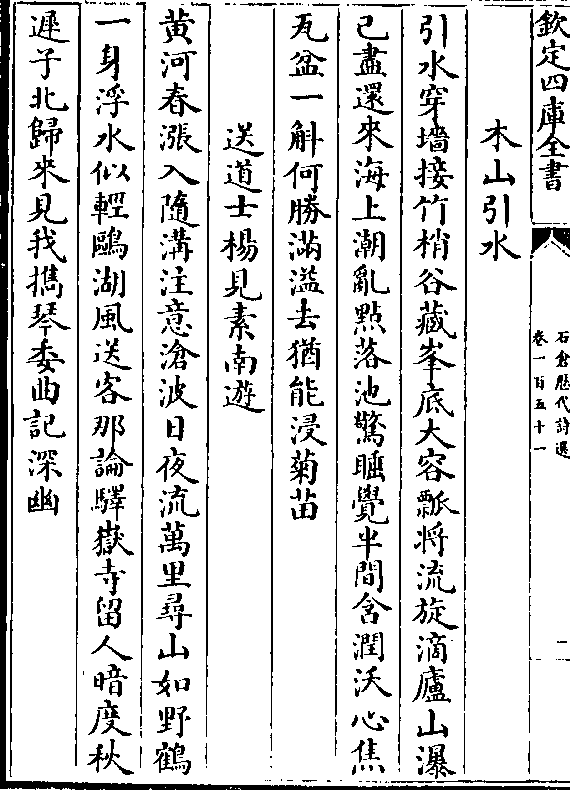 欽定四庫全書
石倉歴代詩選
卷一百五十一
一
木山引水
引水穿墻接竹梢谷藏峯底大容瓢将流旋滴廬山瀑
已盡還來海上潮亂㸃落池驚睡覺半間含潤沃心焦
瓦盆一斛何勝滿溢去猶能浸菊苗
送道士楊見素南遊
黄河春漲入隨溝注意滄波日夜流萬里尋山如野鶴
一身浮水似輕鷗湖風送客那論驛嶽寺留人暗度秋
遲子北歸來見我㩗琴委曲記深幽